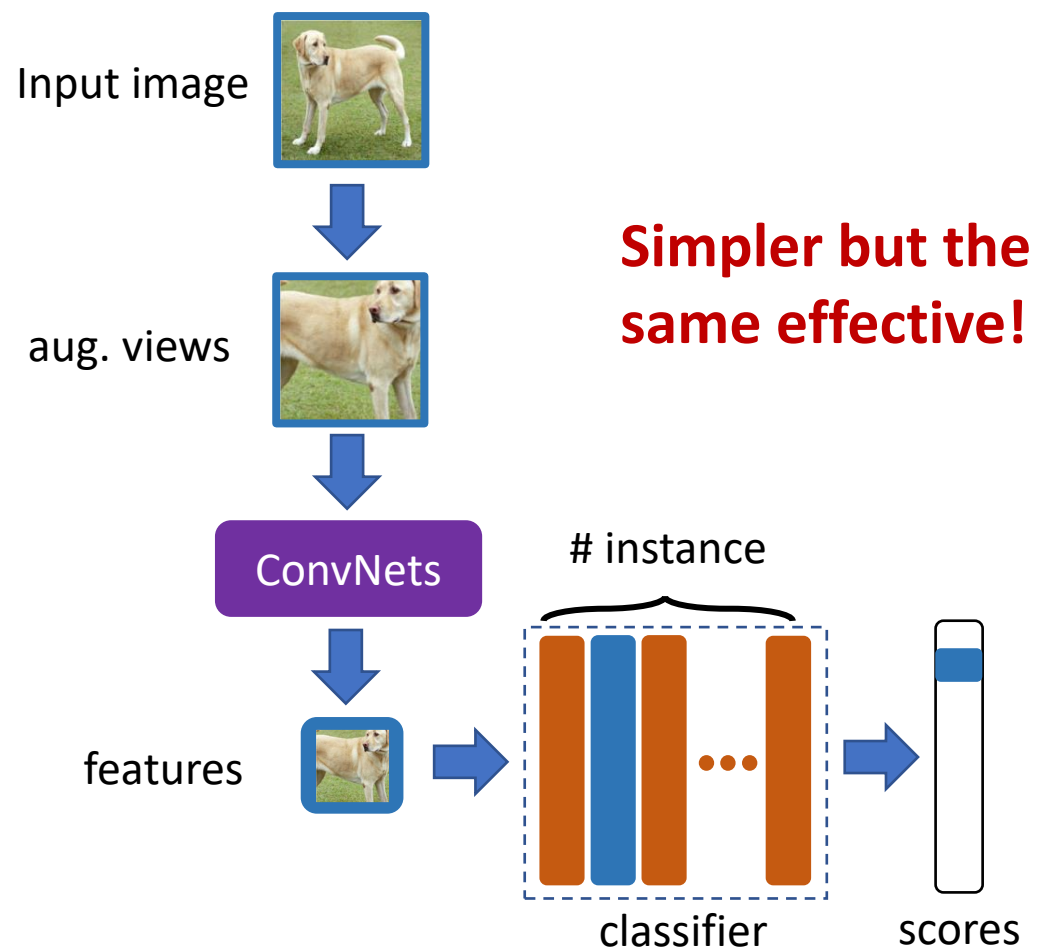 Input image
Simpler but the
same effective!
aug. views
ConvNets
# instance
features
classifier
scores